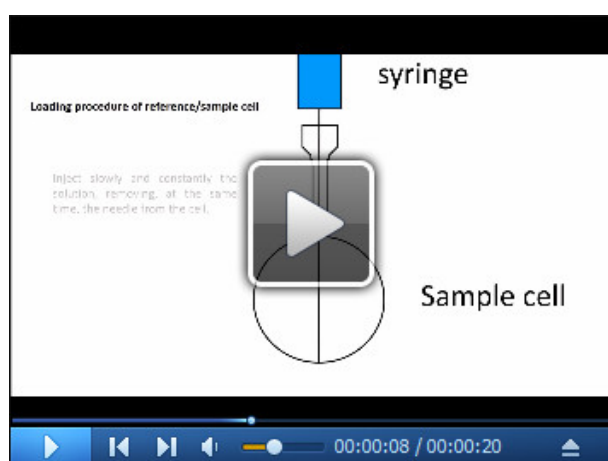 syringe
Loading procedure of reference/sample cell
Inject slowly and constantly the
solution, removing, at the same
time, the needle from the cell.
Sample cell
00:00:08 / 00:00:20